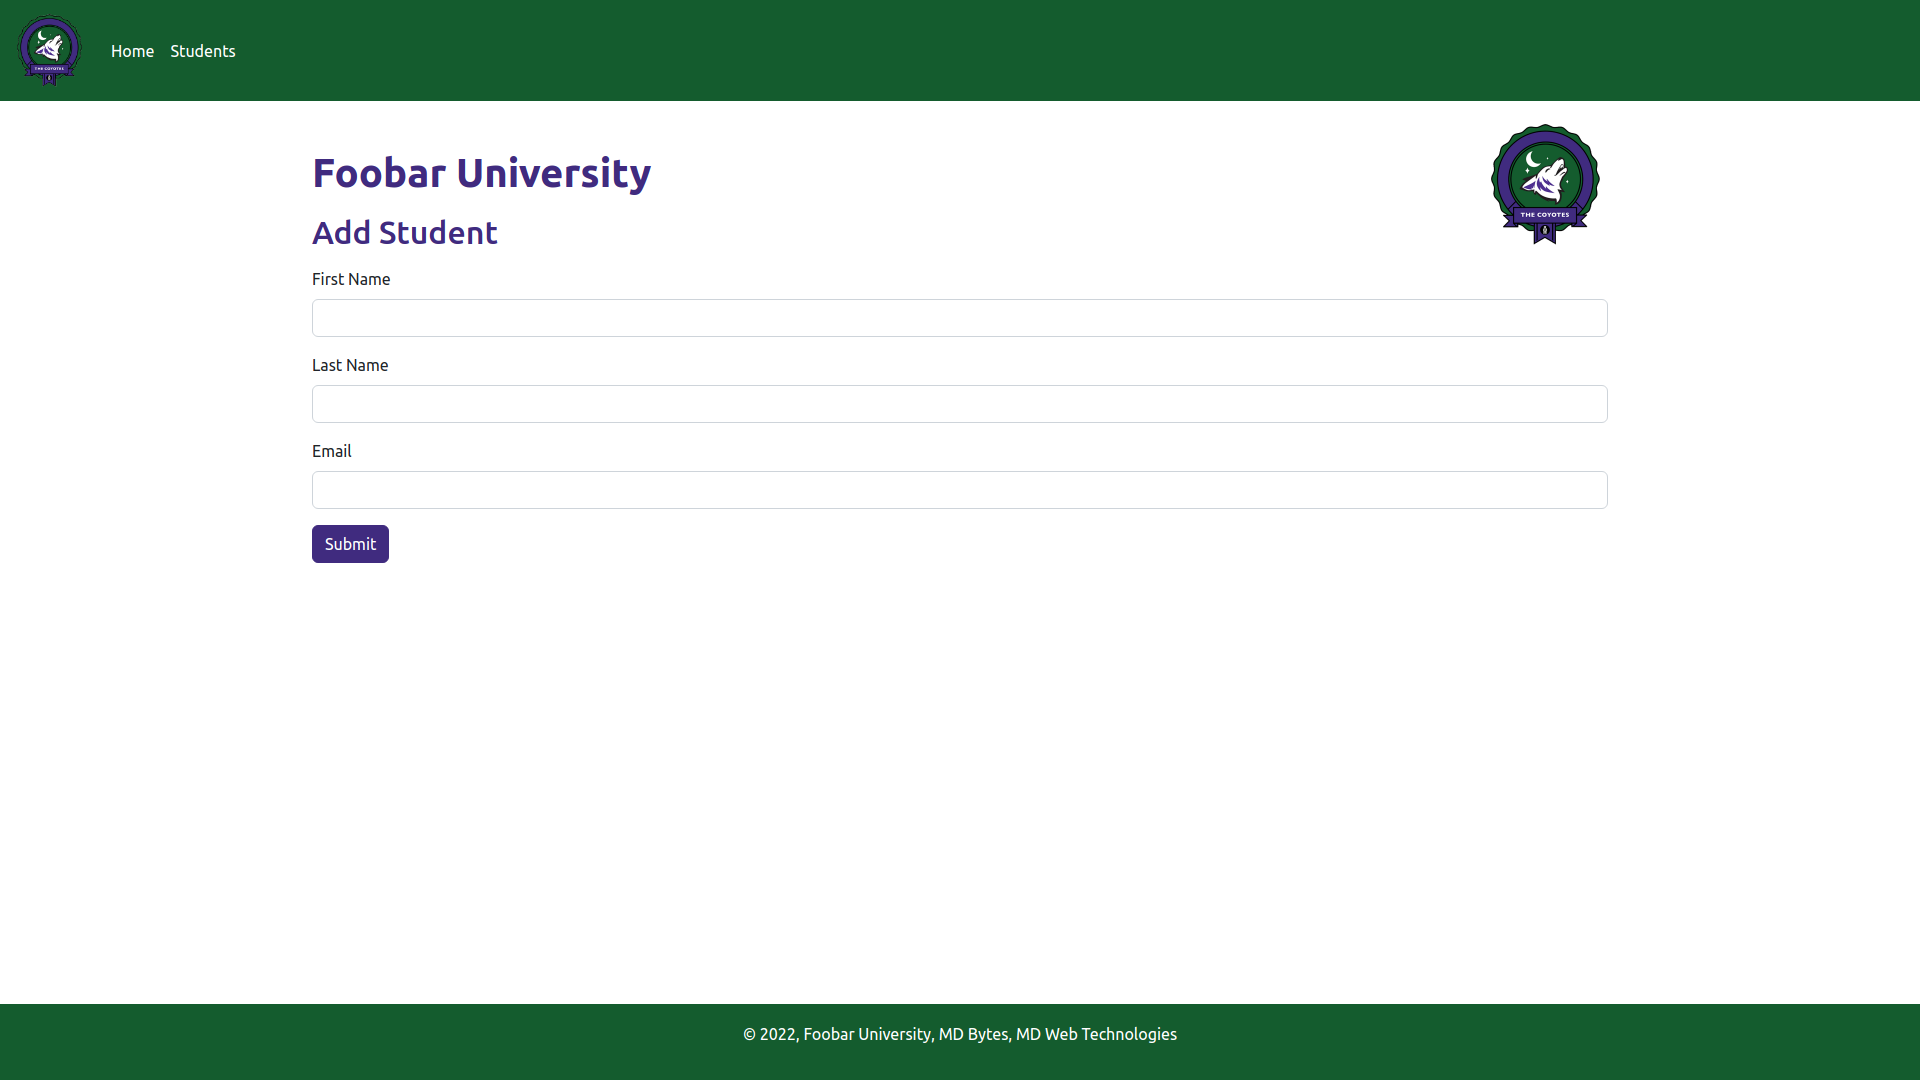 THE COYOTES
Home Students
Foobar University
THE COYOTES
Add Student
First Name
Last Name
Email
Submit
© 2022, Foobar University, MD Bytes, MD Web Technologies